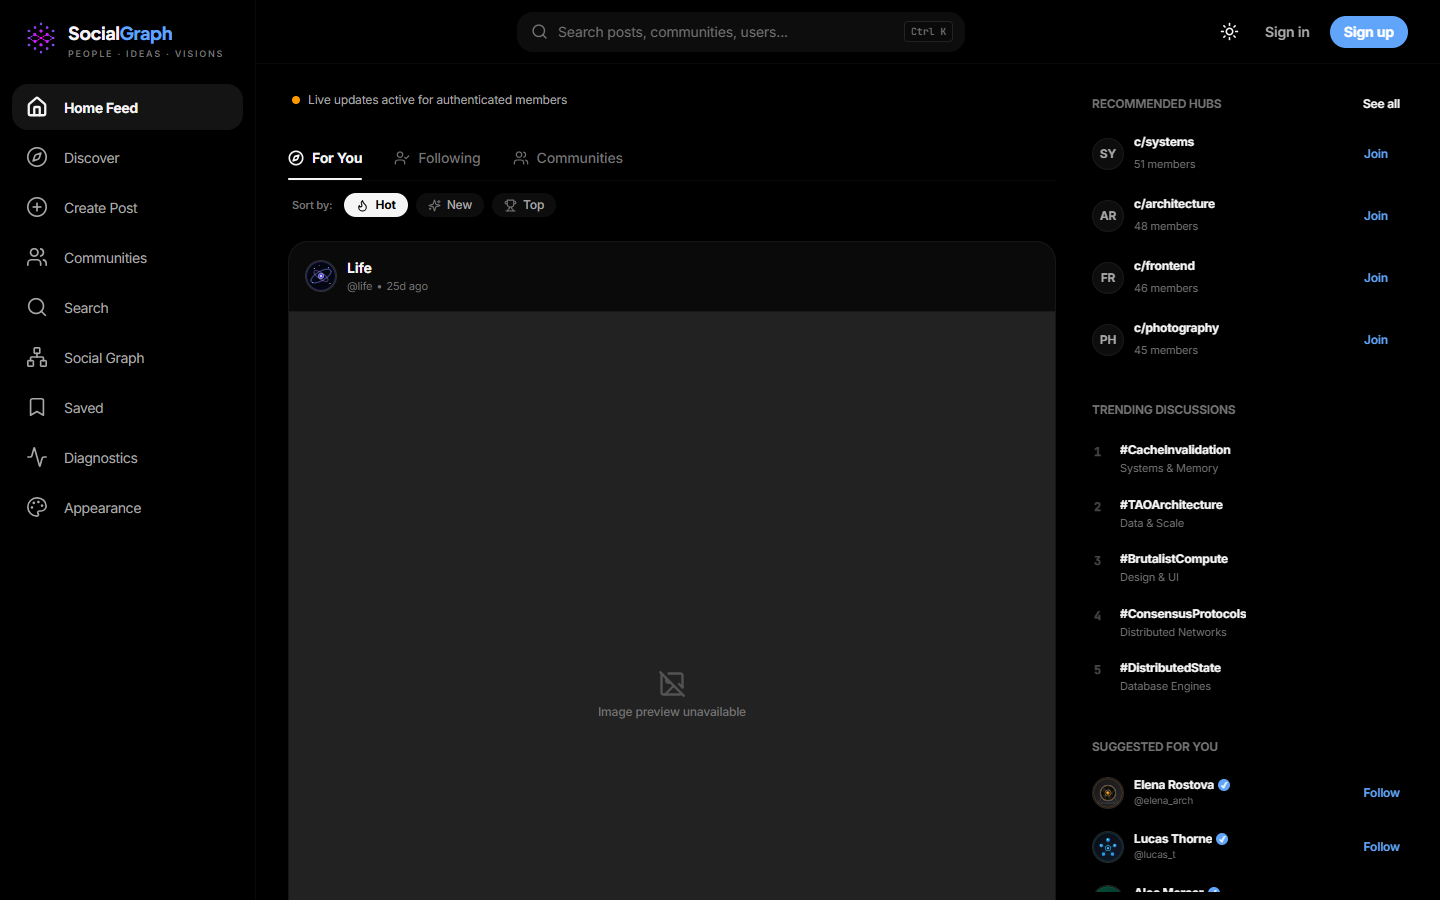 SocialGraph
PEOPLE · IDEAS · VISIONS
Search posts, communities, users...
Ctrl K
Sign in
Sign up
Home Feed
Discover
Create Post
Communities
Search
Social Graph
Saved
Diagnostics
Appearance
Live updates active for authenticated members
For You
Following
Communities
Sort by:
Hot
New
Top
Life
@life • 25d ago
Image preview unavailable
RECOMMENDED HUBS
See all
SY
c/systems
51 members
Join
AR
c/architecture
48 members
Join
FR
c/frontend
46 members
Join
PH
c/photography
45 members
Join
TRENDING DISCUSSIONS
1
#CacheInvalidation
Systems & Memory
2
#TAOArchitecture
Data & Scale
3
#BrutalistCompute
Design & UI
4
#ConsensusProtocols
Distributed Networks
5
#DistributedState
Database Engines
SUGGESTED FOR YOU
Elena Rostova
@elena_arch
Follow
Lucas Thorne
@lucas_t
Follow